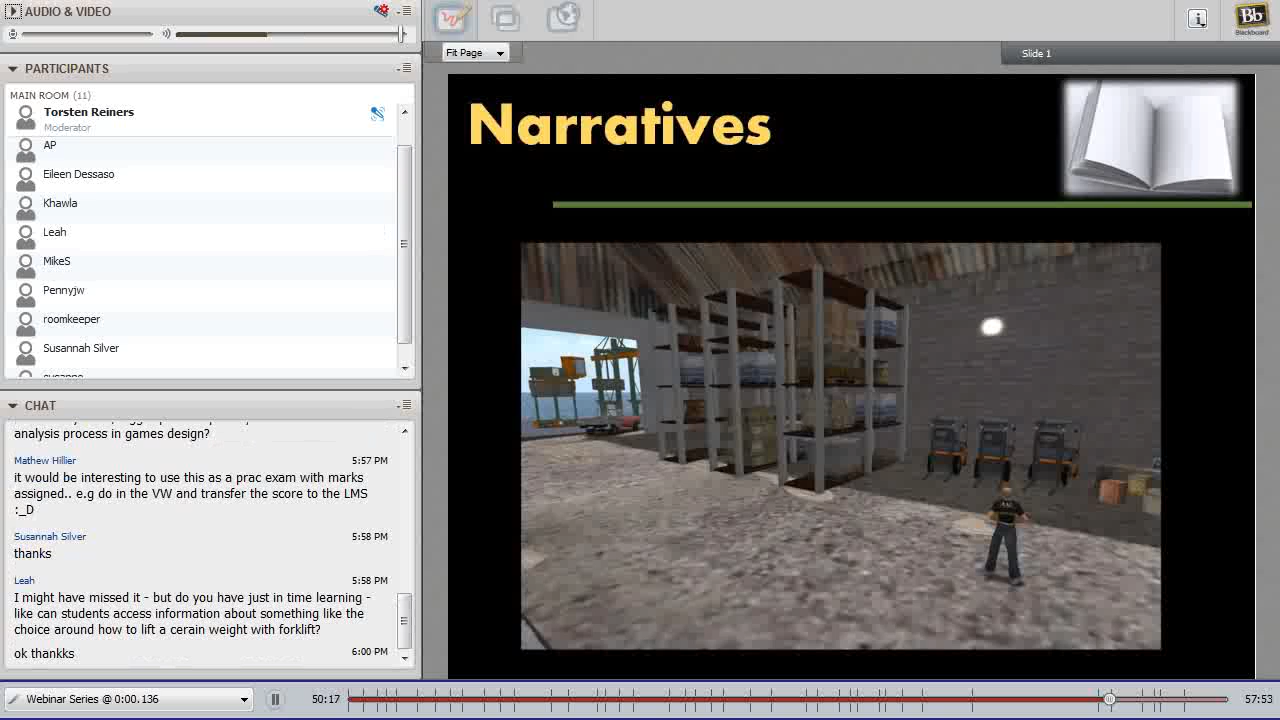 AUDIO & VIDEO
PARTICIPANTS
MAIN ROOM (11)
Torsten Reiners
Moderator
AP
Eileen Dessaso
Khawla
Leah
MikeS
Pennyjw
roomkeeper
Susannah Silver
CHAT
analysis process in games design?
Mathew Hillier 5:57 PM
it would be interesting to use this as a prac exam with marks
assigned.. e.g do in the VW and transfer the score to the LMS
:_D
Susannah Silver 5:58 PM
thanks
Leah 5:58 PM
I might have missed it - but do you have just in time learning -
like can students access information about something like the
choice around how to lift a cerain weight with forklift?
ok thankks 6:00 PM
Fit Page
Slide 1
Bb
Blackboard
Narratives
Webinar Series @ 0:00.136
50:17
57:53